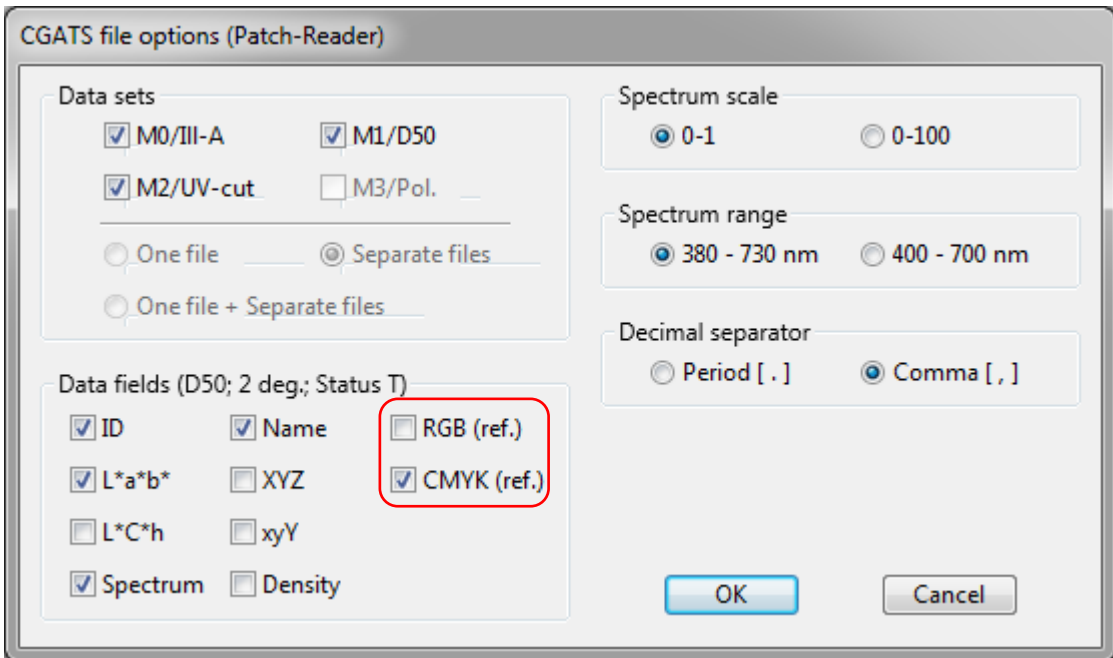 CGATS file options (Patch-Reader)
Data sets
M0/III-A M1/D50
M2/UV-cut M3/Pol.
One file Separate files
One file + Separate files
Data fields (D50; 2 deg.; Status T)
ID Name RGB (ref.)
L*a*b* XYZ CMYK (ref.)
L*C*h xyY
Spectrum Density
Spectrum scale
0-1 0-100
Spectrum range
380 - 730 nm 400 - 700 nm
Decimal separator
Period [ . ] Comma [ , ]
OK Cancel